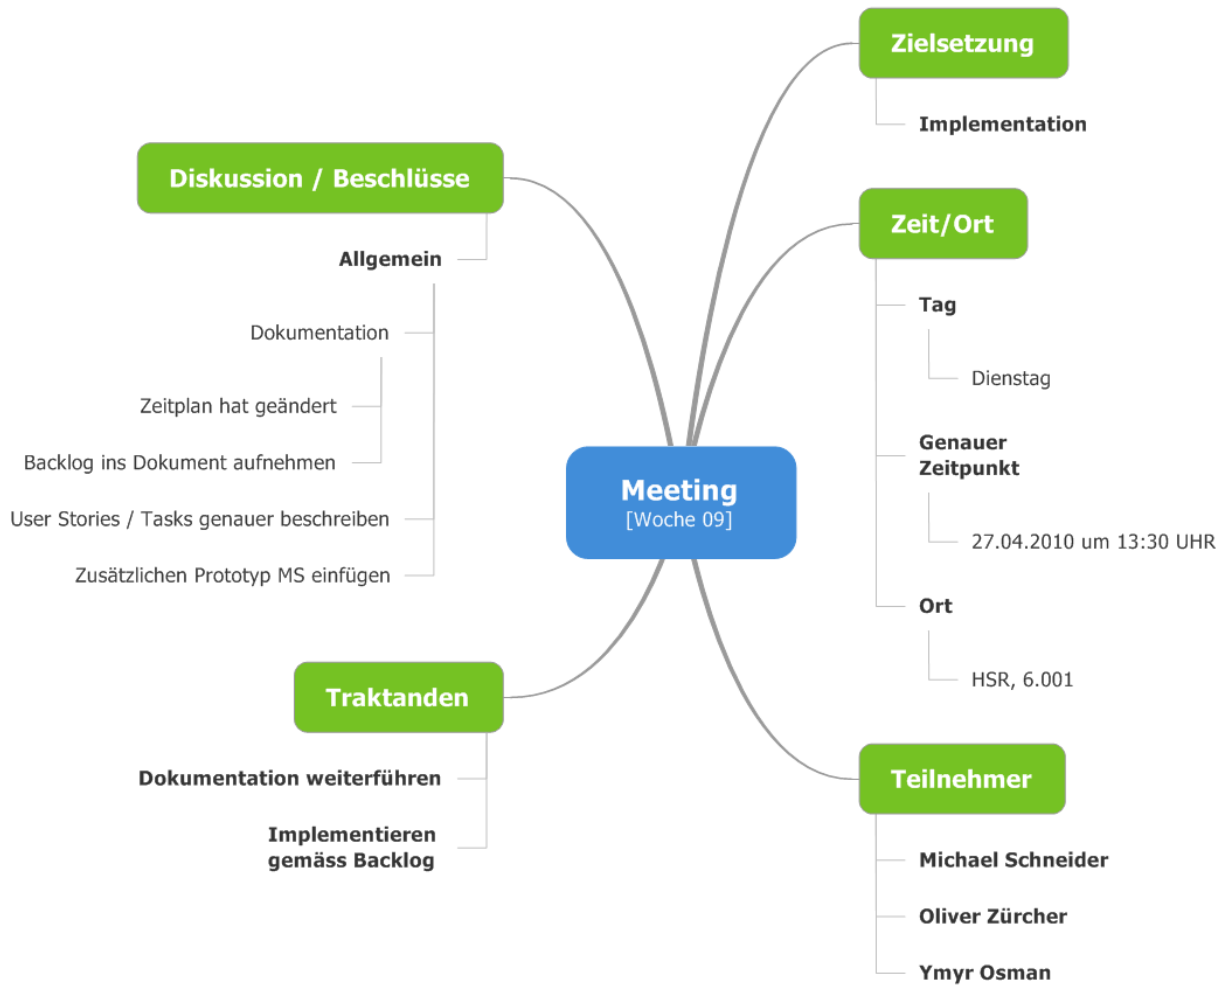 Meeting
[Woche 09]
Zielsetzung
Implementation
Zeit/Ort
Tag
Dienstag
Genauer
Zeitpunkt
27.04.2010 um 13:30 UHR
Ort
HSR, 6.001
Teilnehmer
Michael Schneider
Oliver Zürcher
Ymyr Osman
Diskussion / Beschlüsse
Allgemein
Dokumentation
Zeitplan hat geändert
Backlog ins Dokument aufnehmen
User Stories / Tasks genauer beschreiben
Zusätzlichen Prototyp MS einfügen
Traktanden
Dokumentation weiterführen
Implementieren
gemäss Backlog